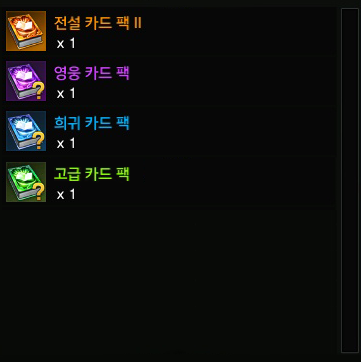 전설 카드 팩 II
x 1
영웅 카드 팩
x 1
희귀 카드 팩
x 1
고급 카드 팩
x 1